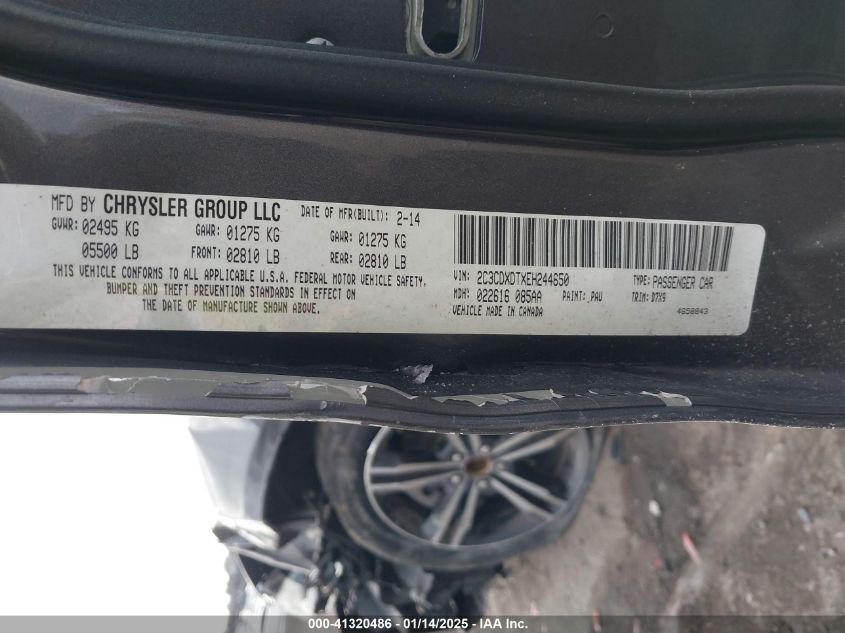 MFD BY CHRYSLER GROUP LLC DATE OF MFR(BUILT): 2-14
GVWR: 02495 KG GAWR: 01275 KG GAWR: 01275 KG
05500 LB FRONT: 02810 LB REAR: 02810 LB
THIS VEHICLE CONFORMS TO ALL APPLICABLE U.S.A. FEDERAL MOTOR VEHICLE SAFETY,
BUMPER AND THEFT PREVENTION STANDARDS IN EFFECT ON
THE DATE OF MANUFACTURE SHOWN ABOVE.
VIN: 2C3CDXDTXEH244650 TYPE: PASSENGER CAR
MDH: 022616 085AA PAINT: PAU TRIM: D7X9
VEHICLE MADE IN CANADA 4658843
000-41320486 - 01/14/2025 - IAA Inc.